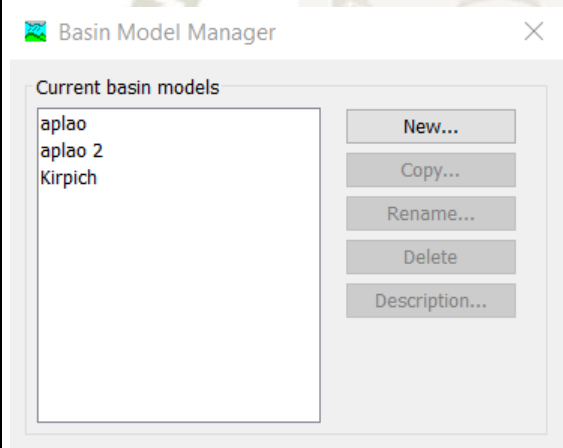 Basin Model Manager
Current basin models
aplao
aplao 2
Kirpich
New...
Copy...
Rename...
Delete
Description...